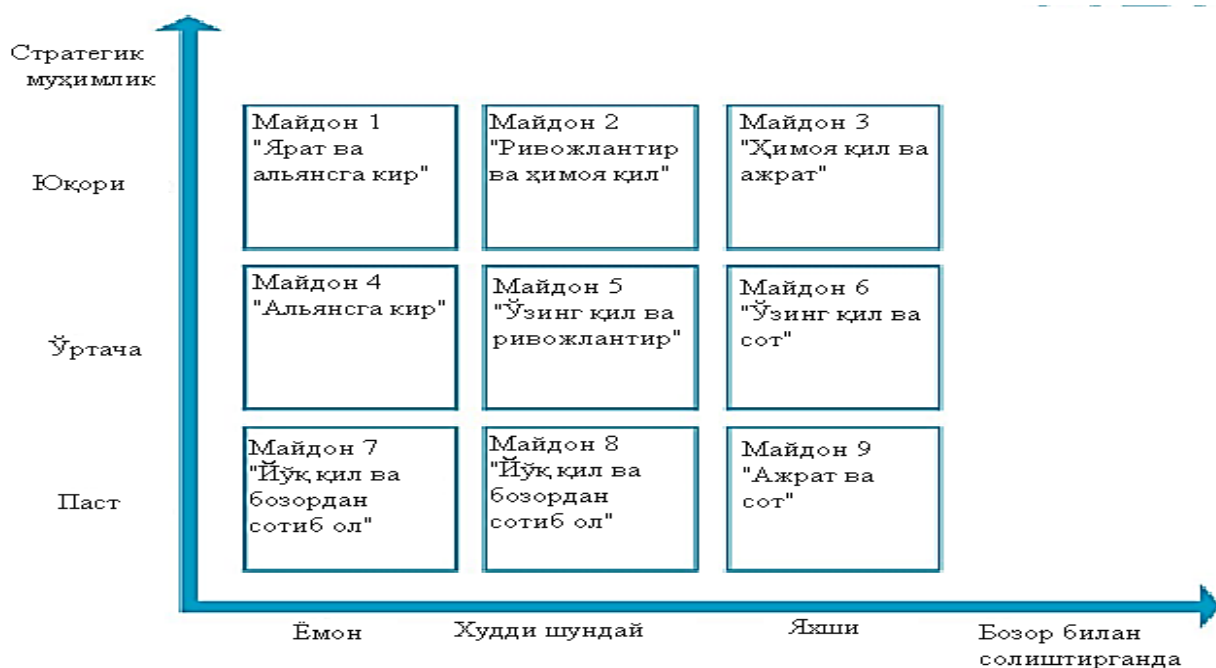 Стратегик
муҳимлик
Майдон 1
"Ярат ва
альянсга кир"
Майдон 2
"Ривожлантир
ва ҳимоя қил"
Майдон 3
"Ҳимоя қил ва
ажрат"
Юқори
Майдон 4
"Альянсга кир"
Майдон 5
"Ўзинг қил ва
ривожлантир"
Майдон 6
"Ўзинг қил ва
сот"
Ўртача
Майдон 7
"Йўқ қил ва
бозордан
сотиб ол"
Майдон 8
"Йўқ қил ва
бозордан
сотиб ол"
Майдон 9
"Ажрат ва
сот"
Паст
Ёмон
Худди шундай
Яхши
Бозор билан
солиштирганда